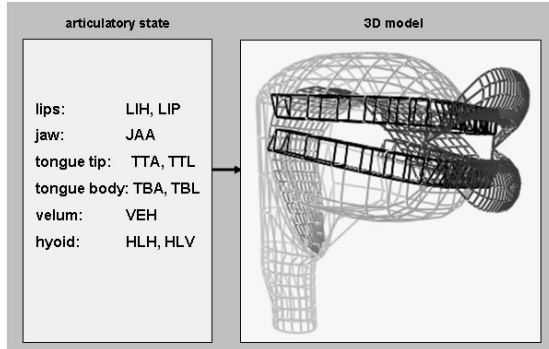 articulatory state
3D model
lips: LIH, LIP
jaw: JAA
tongue tip: TTA, TTL
tongue body: TBA, TBL
velum: VEH
hyoid: HLH, HLV